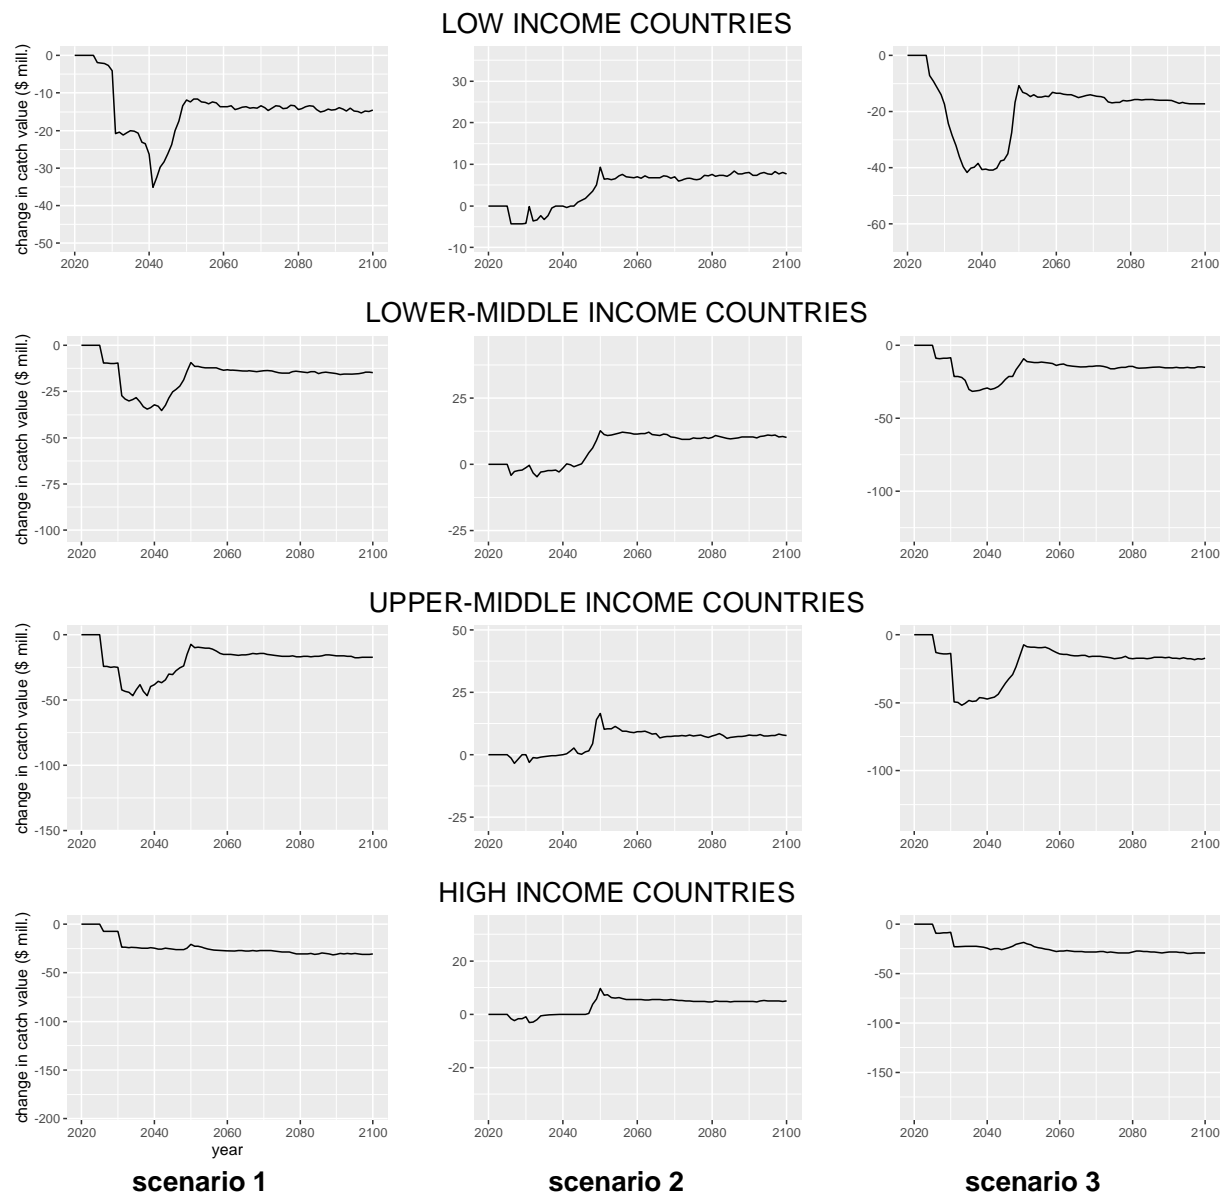 LOW INCOME COUNTRIES
change in catch value ($ mill.)
0
-10
-20
-30
-40
-50
2020 2040 2060 2080 2100
30
20
10
0
-10
2020 2040 2060 2080 2100
0
-20
-40
-60
2020 2040 2060 2080 2100
LOWER-MIDDLE INCOME COUNTRIES
change in catch value ($ mill.)
0
-25
-50
-75
-100
2020 2040 2060 2080 2100
25
0
-25
2020 2040 2060 2080 2100
0
-50
-100
2020 2040 2060 2080 2100
UPPER-MIDDLE INCOME COUNTRIES
change in catch value ($ mill.)
0
-50
-100
-150
2020 2040 2060 2080 2100
50
25
0
-25
2020 2040 2060 2080 2100
0
-50
-100
2020 2040 2060 2080 2100
HIGH INCOME COUNTRIES
change in catch value ($ mill.)
0
-50
-100
-150
-200
2020 2040 2060 2080 2100
year
20
0
-20
2020 2040 2060 2080 2100
0
-50
-100
-150
2020 2040 2060 2080 2100
scenario 1 scenario 2 scenario 3